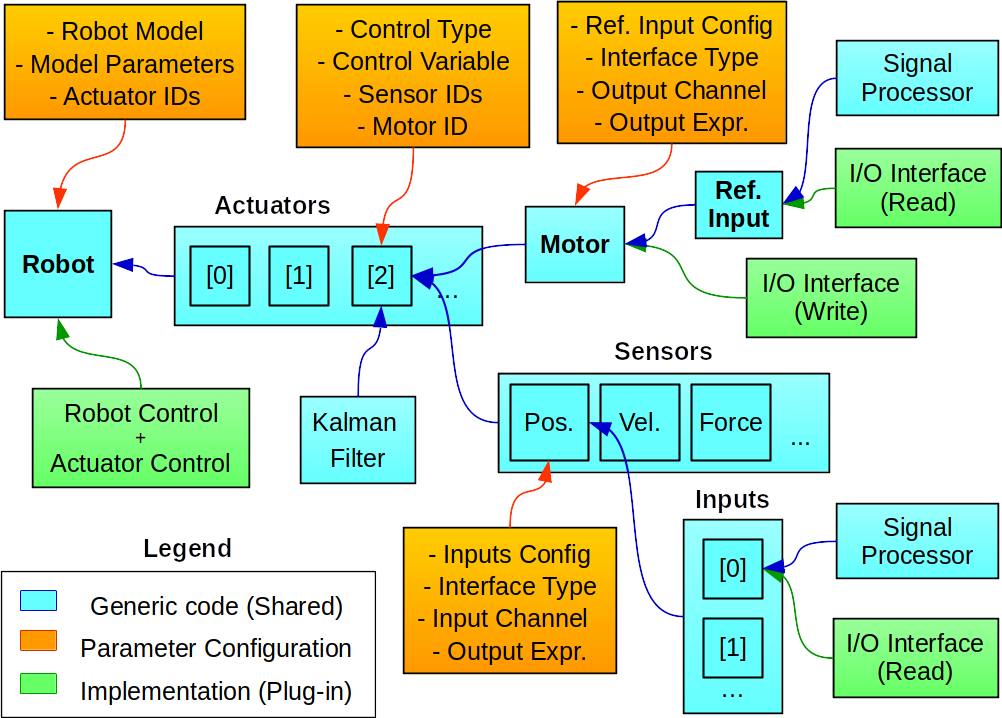 - Robot Model
- Model Parameters
- Actuator IDs
- Control Type
- Control Variable
- Sensor IDs
- Motor ID
- Ref. Input Config
- Interface Type
- Output Channel
- Output Expr.
Signal
Processor
I/O Interface
(Read)
Ref.
Input
Actuators
Robot
[0]
[1]
[2]
...
Motor
I/O Interface
(Write)
Robot Control
+
Actuator Control
Kalman
Filter
Sensors
Pos.
Vel.
Force
...
Inputs
[0]
[1]
...
Signal
Processor
I/O Interface
(Read)
- Inputs Config
- Interface Type
- Input Channel
- Output Expr.
Legend
Generic code (Shared)
Parameter Configuration
Implementation (Plug-in)